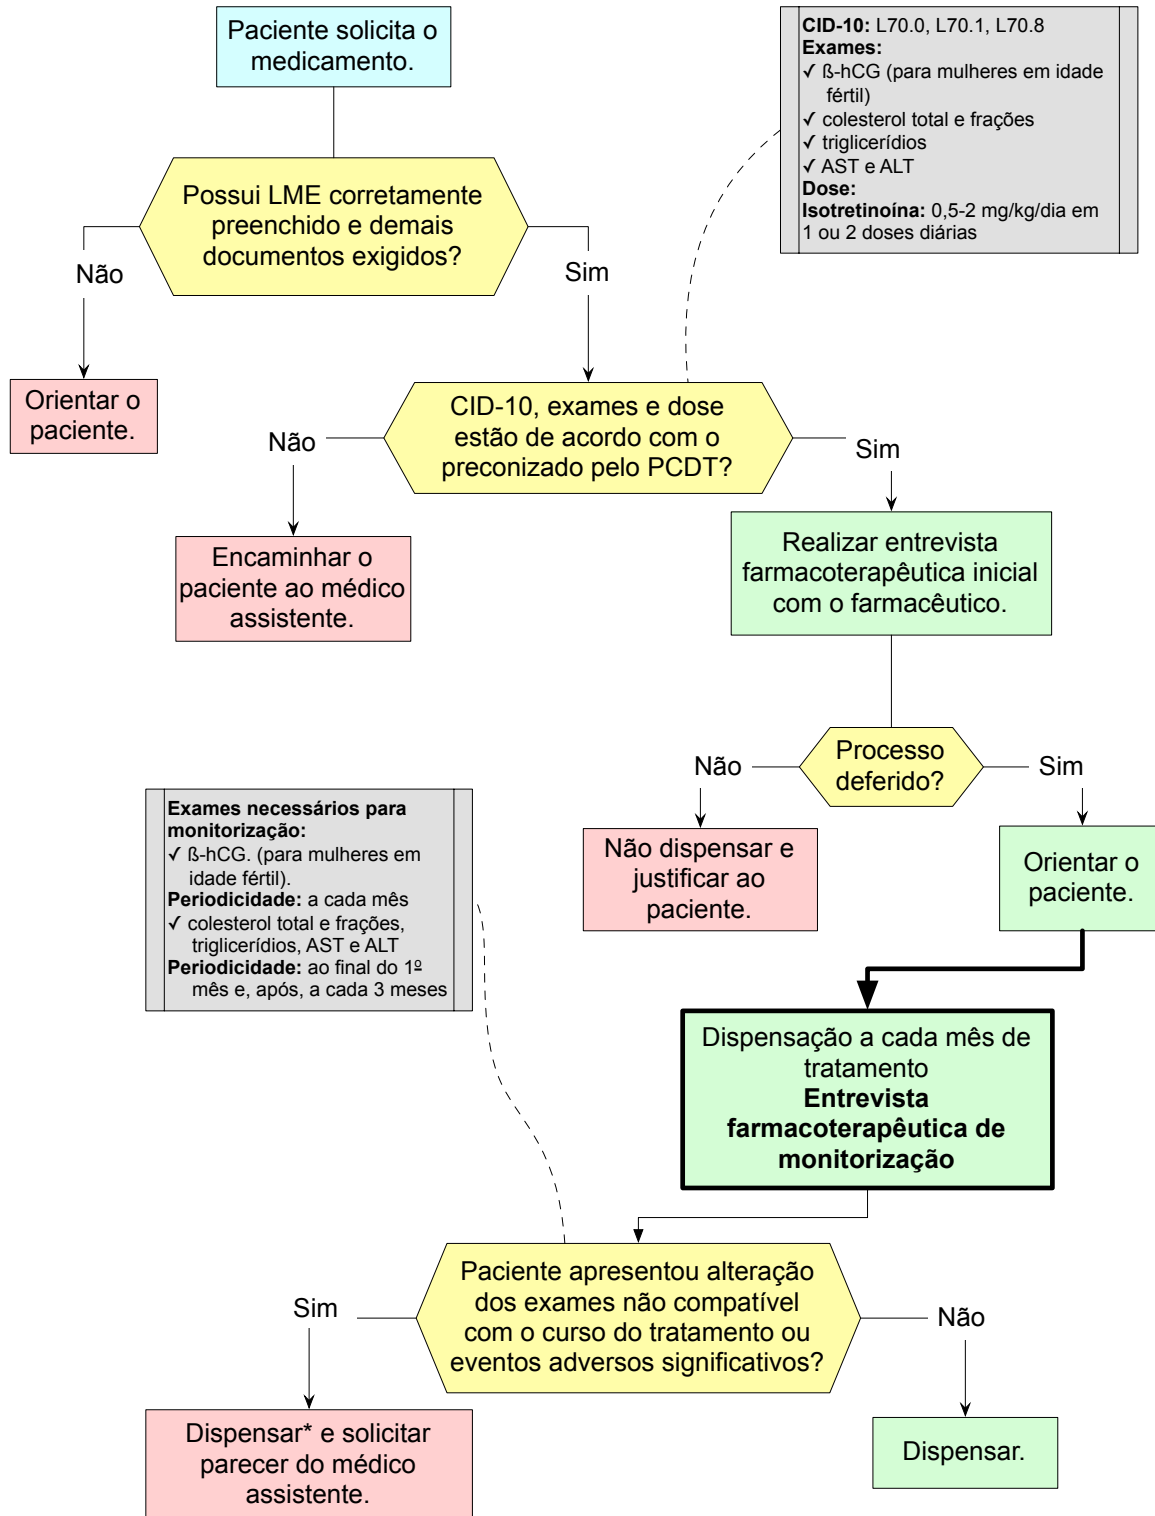 Paciente solicita o
medicamento.
CID-10: L70.0, L70.1, L70.8
Exames:
✓ ß-hCG (para mulheres em idade
fértil)
✓ colesterol total e frações
✓ triglicerídios
✓ AST e ALT
Dose:
Isotretinoína: 0,5-2 mg/kg/dia em
1 ou 2 doses diárias
Possui LME corretamente
preenchido e demais
documentos exigidos?
Não
Sim
Orientar o
paciente.
CID-10, exames e dose
estão de acordo com o
preconizado pelo PCDT?
Não
Sim
Encaminhar o
paciente ao médico
assistente.
Realizar entrevista
farmacoterapêutica inicial
com o farmacêutico.
Processo
deferido?
Não
Sim
Exames necessários para
monitorização:
✓ ß-hCG. (para mulheres em
idade fértil).
Periodicidade: a cada mês
✓ colesterol total e frações,
triglicerídios, AST e ALT
Periodicidade: ao final do 1º
mês e, após, a cada 3 meses
Não dispensar e
justificar ao
paciente.
Orientar o
paciente.
Dispensação a cada mês de
tratamento
Entrevista
farmacoterapêutica de
monitorização
Paciente apresentou alteração
dos exames não compatível
com o curso do tratamento ou
eventos adversos significativos?
Sim
Não
Dispensar* e solicitar
parecer do médico
assistente.
Dispensar.